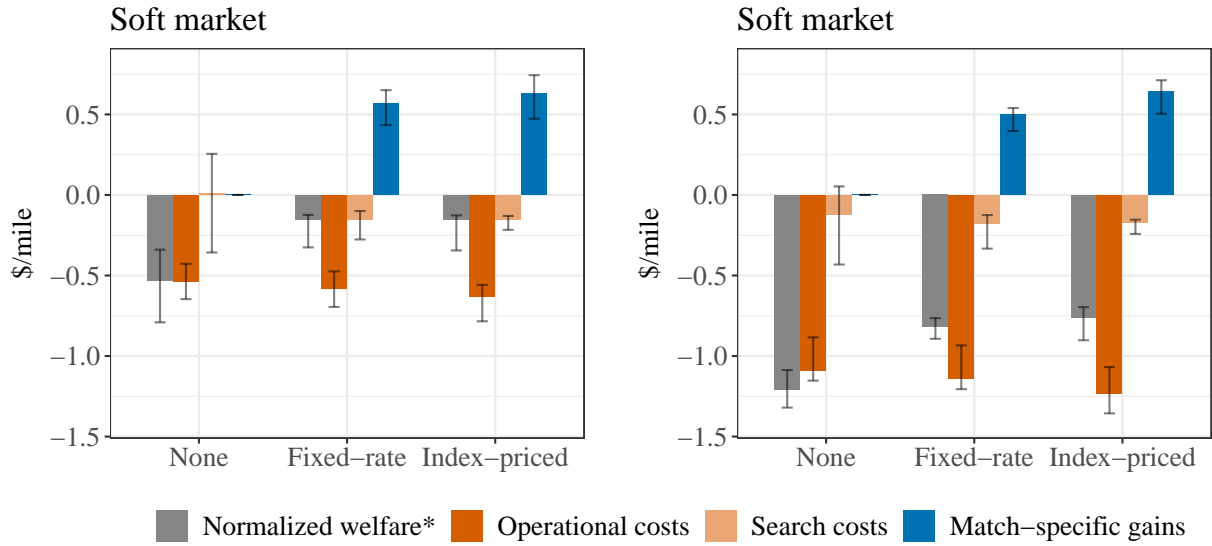 Soft market
$/mile
0.5
0.0
−0.5
−1.0
−1.5
None Fixed−rate Index−priced
Soft market
$/mile
0.5
0.0
−0.5
−1.0
−1.5
None Fixed−rate Index−priced
Normalized welfare* Operational costs Search costs Match−specific gains